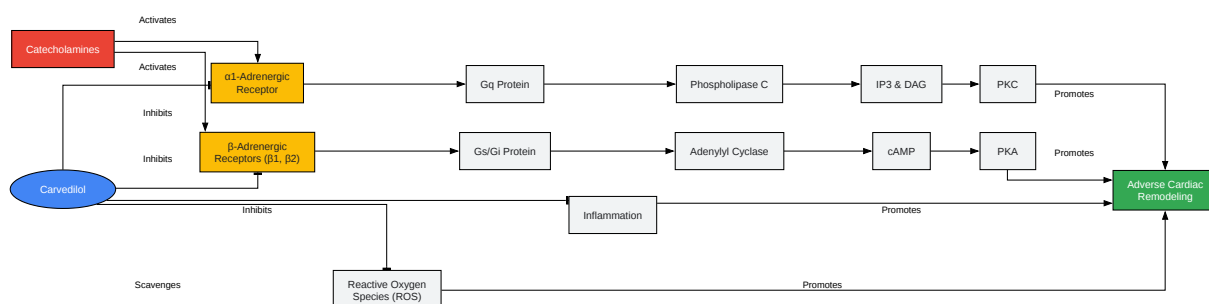 Activates
Catecholamines
Activates
α1-Adrenergic
Receptor
Gq Protein
Phospholipase C
IP3 & DAG
PKC
Promotes
Inhibits
β-Adrenergic
Receptors (β1, β2)
Gs/Gi Protein
Adenylyl Cyclase
cAMP
PKA
Promotes
Inhibits
Carvedilol
Adverse Cardiac
Remodeling
Inhibits
Inflammation
Promotes
Scavenges
Reactive Oxygen
Species (ROS)
Promotes